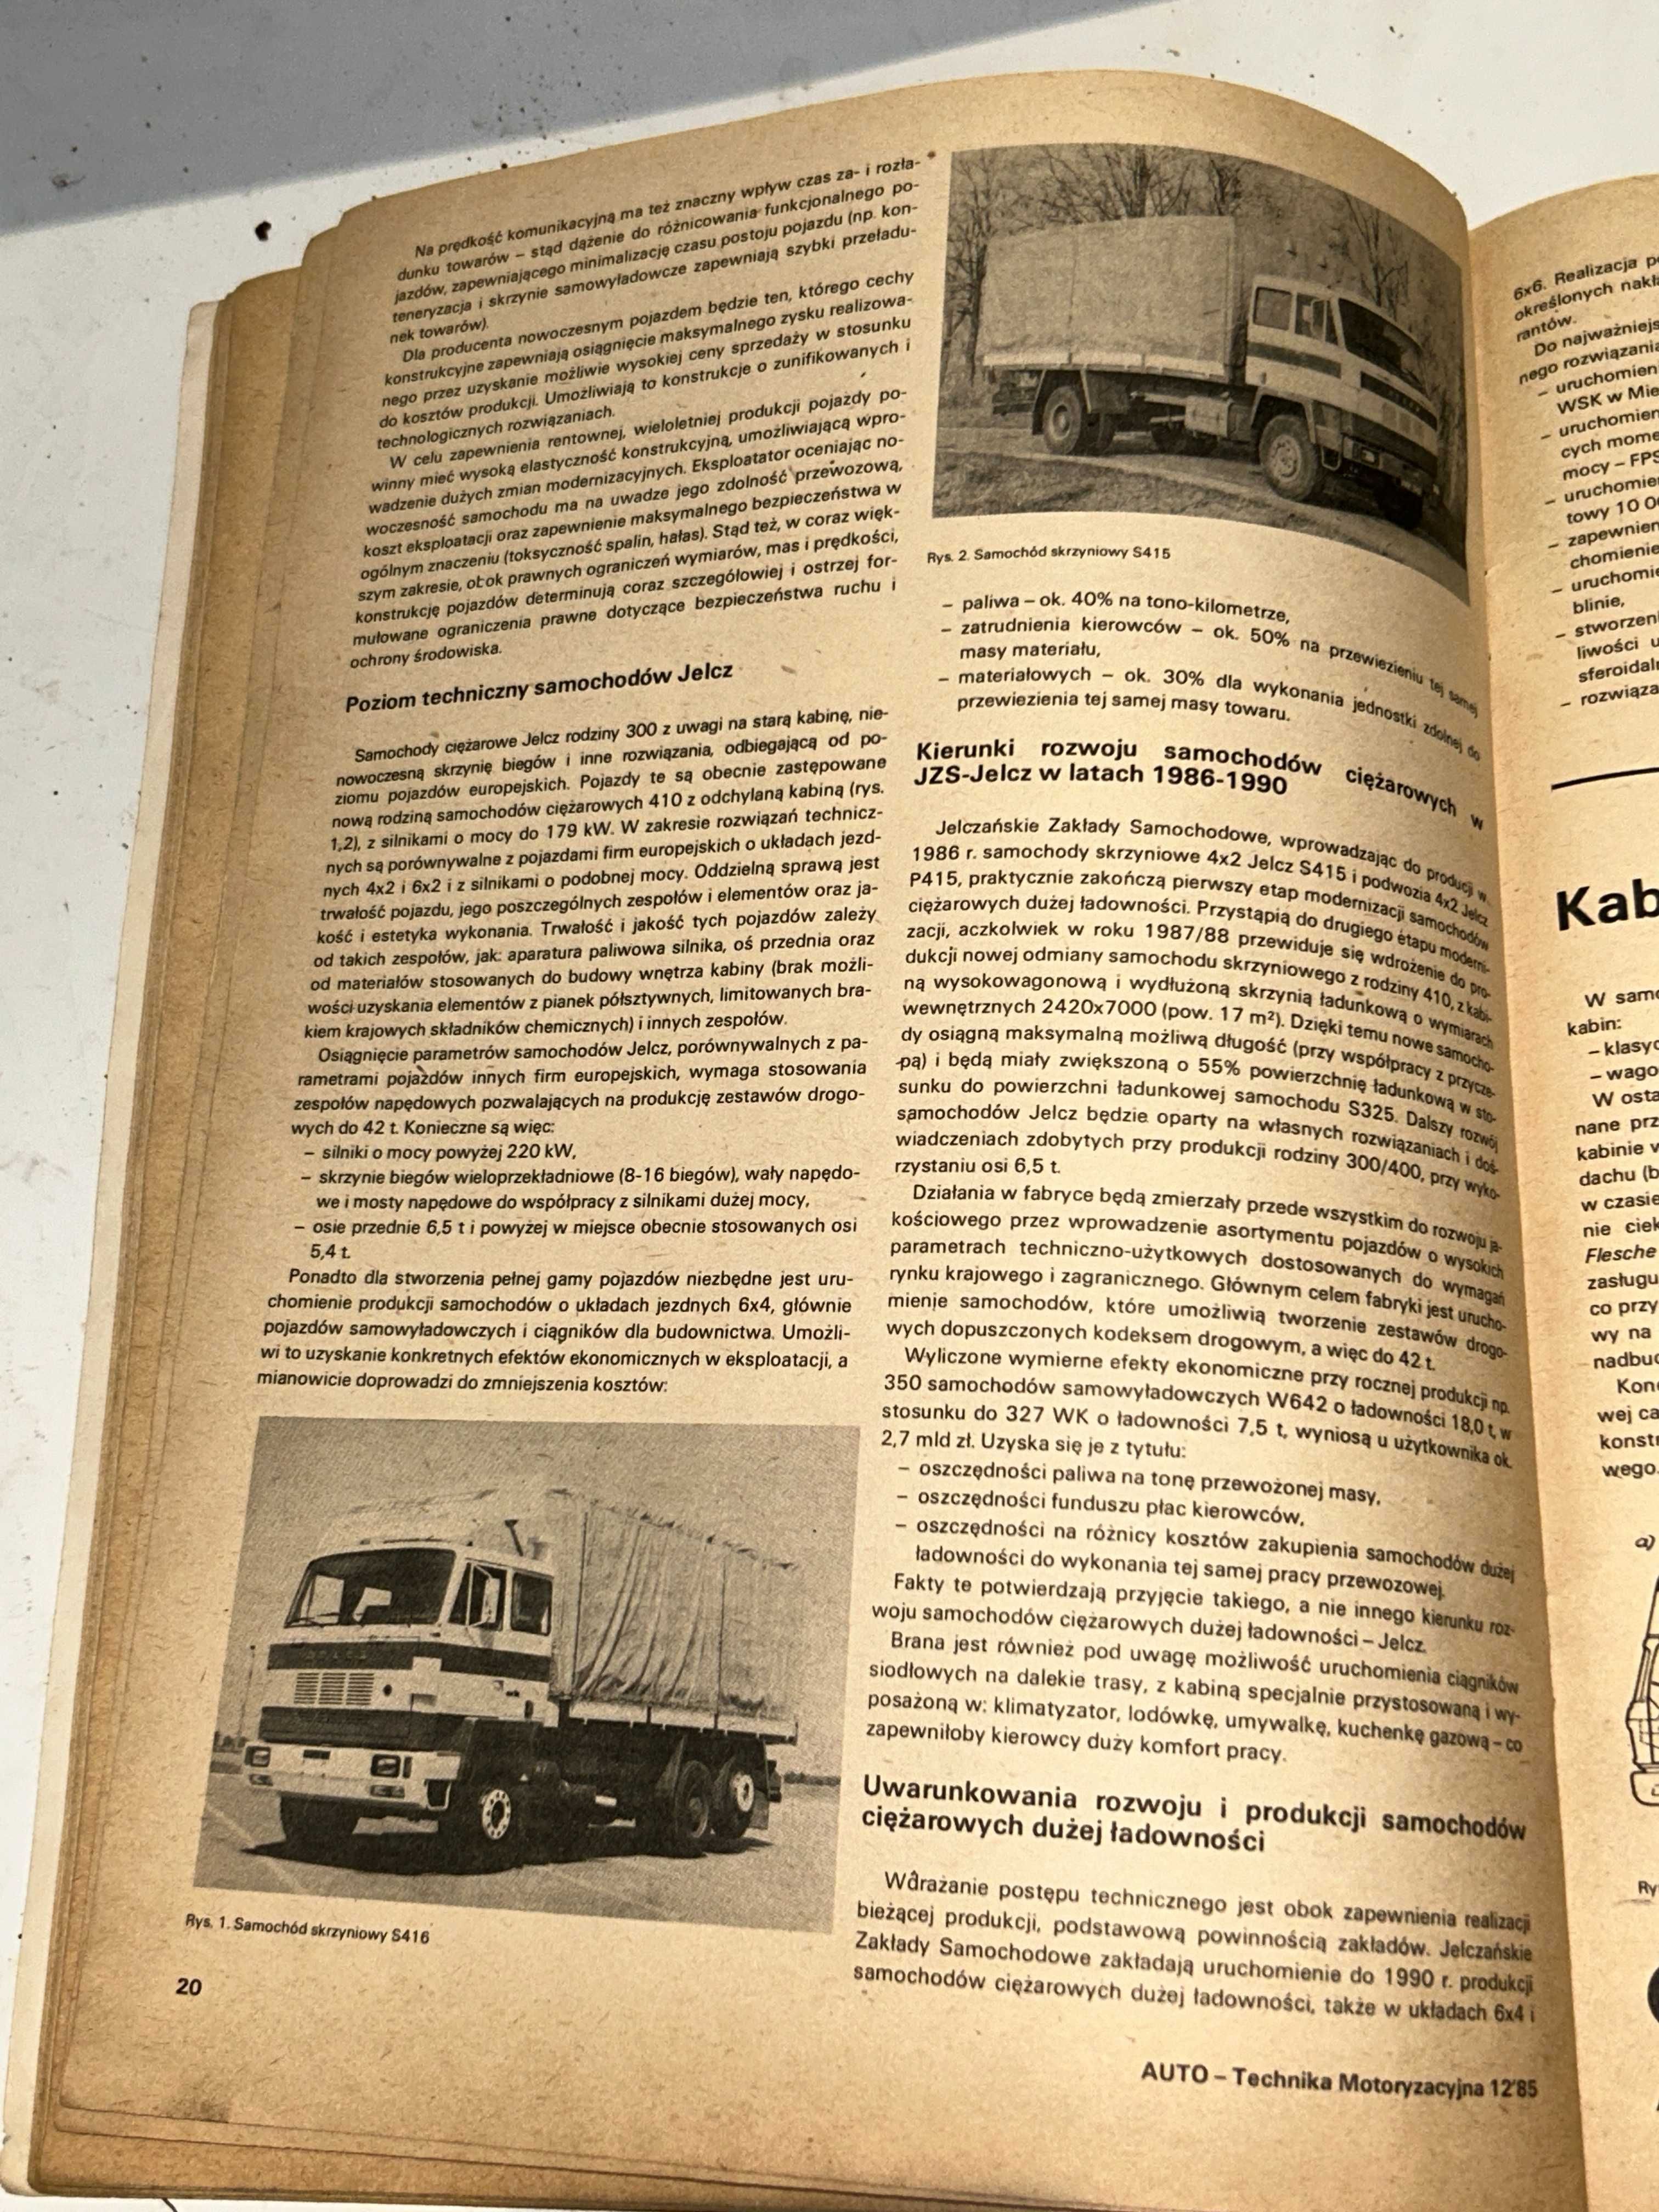 Na prędkość komunikacyjną ma też znaczny wpływ czas za- i rozła-
dunku towarów – stąd dążenie do różnicowania funkcjonalnego po-
jazdów, zapewniającego minimalizację czasu postoju pojazdu (np. kon-
teneryzacja i skrzynie samowyładowcze zapewniają szybki przeładu-
nek towarów).
Dla producenta nowoczesnym pojazdem będzie ten, którego cechy
konstrukcyjne zapewniają osiągnięcie maksymalnego zysku realizowa-
nego przez uzyskanie możliwie wysokiej ceny sprzedaży w stosunku
do kosztów produkcji. Umożliwiają to konstrukcje o zunifikowanych i
technologicznych rozwiązaniach.
W celu zapewnienia rentownej, wieloletniej produkcji pojazdy po-
winny mieć wysoką elastyczność konstrukcyjną, umożliwiającą wpro-
wadzenie dużych zmian modernizacyjnych. Eksploatator oceniając no-
woczesność samochodu ma na uwadze jego zdolność przewozową,
koszt eksploatacji oraz zapewnienie maksymalnego bezpieczeństwa w
ogólnym znaczeniu (toksyczność spalin, hałas). Stąd też, w coraz więk-
szym zakresie, obok prawnych ograniczeń wymiarów, mas i prędkości,
konstrukcję pojazdów determinują coraz szczegółowiej i ostrzej for-
mułowane ograniczenia prawne dotyczące bezpieczeństwa ruchu i
ochrony środowiska.
Poziom techniczny samochodów Jelcz
Samochody ciężarowe Jelcz rodziny 300 z uwagi na starą kabinę, nie-
nowoczesną skrzynię biegów i inne rozwiązania, odbiegającą od po-
ziomu pojazdów europejskich. Pojazdy te są obecnie zastępowane
nową rodziną samochodów ciężarowych 410 z odchylaną kabiną (rys.
1,2), z silnikami o mocy do 179 kW. W zakresie rozwiązań technicz-
nych są porównywalne z pojazdami firm europejskich o układach jezd-
nych 4x2 i 6x2 i z silnikami o podobnej mocy. Oddzielną sprawą jest
trwałość pojazdu, jego poszczególnych zespołów i elementów oraz ja-
kość i estetyka wykonania. Trwałość i jakość tych pojazdów zależy
od takich zespołów, jak: aparatura paliwowa silnika, oś przednia oraz
od materiałów stosowanych do budowy wnętrza kabiny (brak możli-
wości uzyskania elementów z pianek półsztywnych, limitowanych bra-
kiem krajowych składników chemicznych) i innych zespołów.
Osiągnięcie parametrów samochodów Jelcz, porównywalnych z pa-
rametrami pojazdów innych firm europejskich, wymaga stosowania
zespołów napędowych pozwalających na produkcję zestawów drogo-
wych do 42 t. Konieczne są więc:
– silniki o mocy powyżej 220 kW,
– skrzynie biegów wieloprzekładniowe (8-16 biegów), wały napędo-
we i mosty napędowe do współpracy z silnikami dużej mocy,
– osie przednie 6,5 t i powyżej w miejsce obecnie stosowanych osi
5,4 t.
Ponadto dla stworzenia pełnej gamy pojazdów niezbędne jest uru-
chomienie produkcji samochodów o układach jezdnych 6x4, głównie
pojazdów samowyładowczych i ciągników dla budownictwa. Umożli-
wi to uzyskanie konkretnych efektów ekonomicznych w eksploatacji, a
mianowicie doprowadzi do zmniejszenia kosztów:
Rys. 1. Samochód skrzyniowy S416
20
Rys. 2. Samochód skrzyniowy S415
– paliwa – ok. 40% na tono-kilometrze,
– zatrudnienia kierowców – ok. 50% na przewiezieniu tej samej
masy materiału,
– materiałowych – ok. 30% dla wykonania jednostki zdolnej do
przewiezienia tej samej masy towaru.
Kierunki rozwoju samochodów ciężarowych w
JZS-Jelcz w latach 1986-1990
Jelczańskie Zakłady Samochodowe, wprowadzając do producji w
1986 r. samochody skrzyniowe 4x2 Jelcz S415 i podwozia 4x2 Jelcz
P415, praktycznie zakończą pierwszy etap modernizacji samochodów
ciężarowych dużej ładowności. Przystąpią do drugiego etapu moderni-
zacji, aczkolwiek w roku 1987/88 przewiduje się wdrożenie do pro-
dukcji nowej odmiany samochodu skrzyniowego z rodziny 410, z kabi-
ną wysokowagonową i wydłużoną skrzynią ładunkową o wymiarach
wewnętrznych 2420x7000 (pow. 17 m²). Dzięki temu nowe samocho-
dy osiągną maksymalną możliwą długość (przy współpracy z przycze-
pą) i będą miały zwiększoną o 55% powierzchnię ładunkową w sto-
sunku do powierzchni ładunkowej samochodu S325. Dalszy rozwój
samochodów Jelcz będzie oparty na własnych rozwiązaniach i doś-
wiadczeniach zdobytych przy produkcji rodziny 300/400, przy wyko-
rzystaniu osi 6,5 t.
Działania w fabryce będą zmierzały przede wszystkim do rozwoju ja-
kościowego przez wprowadzenie asortymentu pojazdów o wysokich
parametrach techniczno-użytkowych dostosowanych do wymagań
rynku krajowego i zagranicznego. Głównym celem fabryki jest urucho-
mienie samochodów, które umożliwią tworzenie zestawów drogo-
wych dopuszczonych kodeksem drogowym, a więc do 42 t.
Wyliczone wymierne efekty ekonomiczne przy rocznej produkcji np.
350 samochodów samowyładowczych W642 o ładowności 18,0 t, w
stosunku do 327 WK o ładowności 7,5 t, wyniosą u użytkownika ok.
2,7 mld zł. Uzyska się je z tytułu:
– oszczędności paliwa na tonę przewożonej masy,
– oszczędności funduszu płac kierowców,
– oszczędności na różnicy kosztów zakupienia samochodów dużej
ładowności do wykonania tej samej pracy przewozowej.
Fakty te potwierdzają przyjęcie takiego, a nie innego kierunku roz-
woju samochodów ciężarowych dużej ładowności – Jelcz.
Brana jest również pod uwagę możliwość uruchomienia ciągników
siodłowych na dalekie trasy, z kabiną specjalnie przystosowaną i wy-
posażoną w: klimatyzator, lodówkę, umywalkę, kuchenkę gazową – co
zapewniłoby kierowcy duży komfort pracy.
Uwarunkowania rozwoju i produkcji samochodów
ciężarowych dużej ładowności
Wdrażanie postępu technicznego jest obok zapewnienia realizacji
bieżącej produkcji, podstawową powinnością zakładów. Jelczańskie
Zakłady Samochodowe zakładają uruchomienie do 1990 r. produkcji
samochodów ciężarowych dużej ładowności, także w układach 6x4 i
AUTO – Technika Motoryzacyjna 12'85
6x6. Realizacja
określonych
rantów.
Do
nego
–
WSK w
–
mocy – FPS
–
towy
–
–
blinie,
–
–
Kab
W
kabin:
–
–
W
kabinie
dachu
w czasie
nie
Flesche
co
wy na
wego.
a)